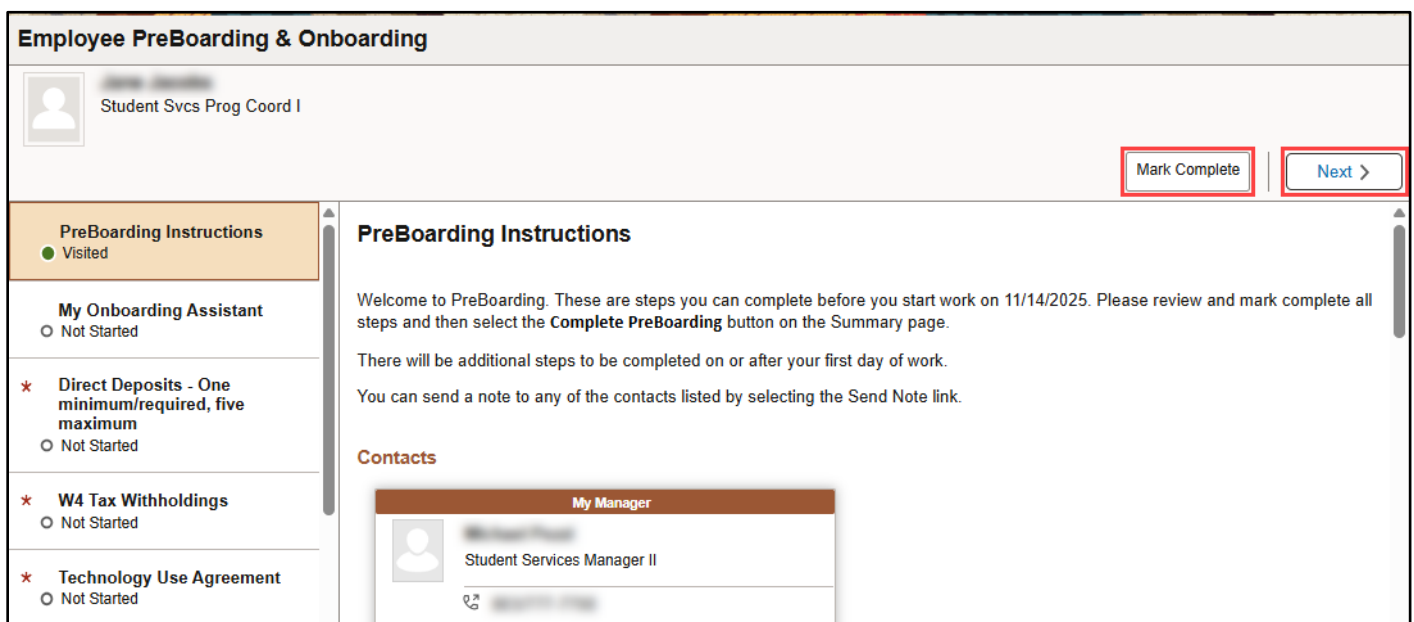 Employee PreBoarding & Onboarding
Student Svcs Prog Coord I
Mark Complete
Next
PreBoarding Instructions
Visited
My Onboarding Assistant
Not Started
* Direct Deposits - One
minimum/required, five
maximum
Not Started
* W4 Tax Withholdings
Not Started
* Technology Use Agreement
Not Started
PreBoarding Instructions
Welcome to PreBoarding. These are steps you can complete before you start work on 11/14/2025. Please review and mark complete all
steps and then select the Complete PreBoarding button on the Summary page.
There will be additional steps to be completed on or after your first day of work.
You can send a note to any of the contacts listed by selecting the Send Note link.
Contacts
My Manager
Student Services Manager II